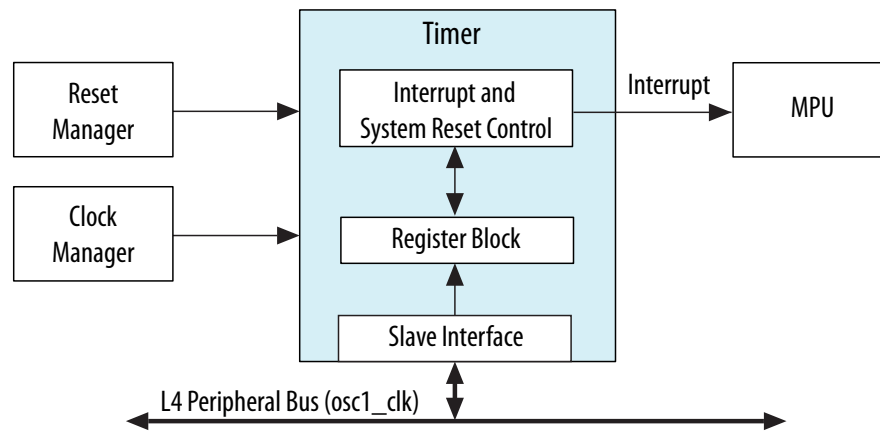 Timer
Reset
Manager
Interrupt and
System Reset Control
Interrupt
MPU
Clock
Manager
Register Block
Slave Interface
L4 Peripheral Bus (osc1_clk)